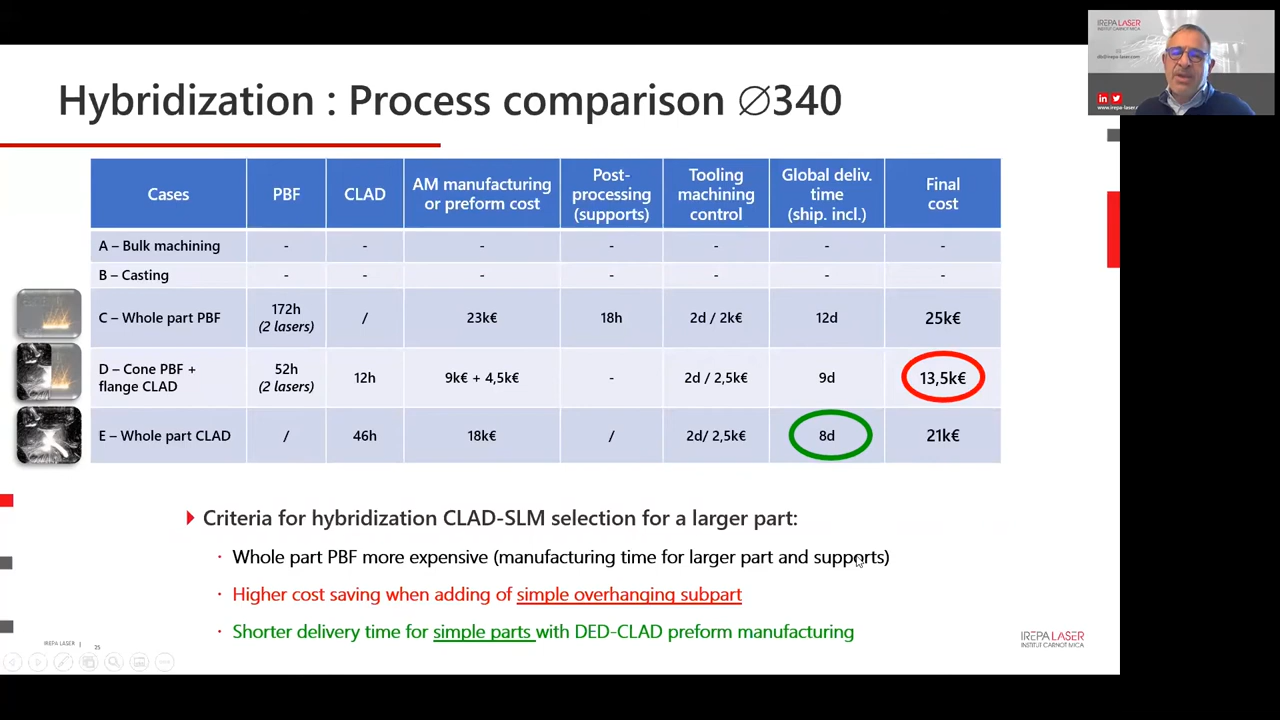 IREPA LASER
INSTITUT CARNOT MICA
Hybridization : Process comparison ∅340
Cases
PBF
CLAD
AM manufacturing
or preform cost
Post-
processing
(supports)
Tooling
machining
control
Global deliv.
time
(ship. incl.)
Final
cost
A – Bulk machining - - - - - - -
B – Casting - - - - - - -
C – Whole part PBF
172h
(2 lasers)
/
23k€
18h
2d / 2k€
12d
25k€
D – Cone PBF +
flange CLAD
52h
(2 lasers)
12h
9k€ + 4,5k€
-
2d / 2,5k€
9d
13,5k€
E – Whole part CLAD
/
46h
18k€
/
2d/ 2,5k€
8d
21k€
Criteria for hybridization CLAD-SLM selection for a larger part:
· Whole part PBF more expensive (manufacturing time for larger part and supports)
· Higher cost saving when adding of simple overhanging subpart
· Shorter delivery time for simple parts with DED-CLAD preform manufacturing
IREPA LASER | 25
IREPA LASER
INSTITUT CARNOT MICA